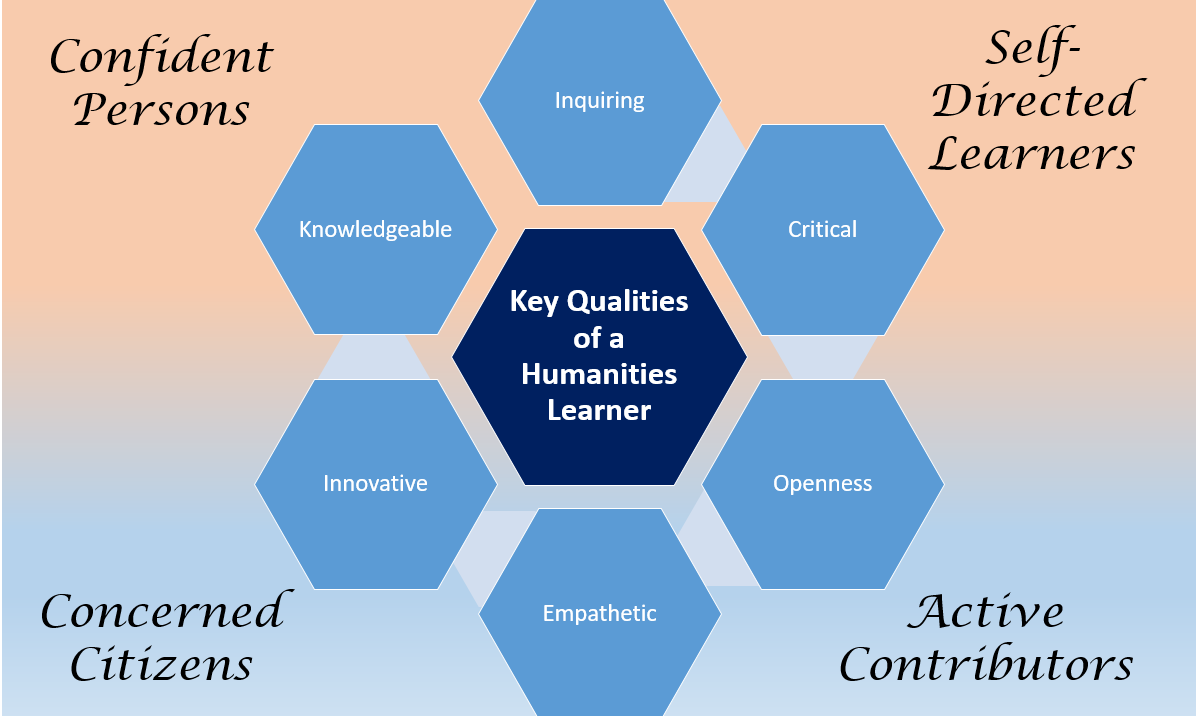 Confident
Persons
Self-
Directed
Learners
Inquiring
Knowledgeable
Critical
Key Qualities
of a
Humanities
Learner
Innovative
Openness
Empathetic
Concerned
Citizens
Active
Contributors